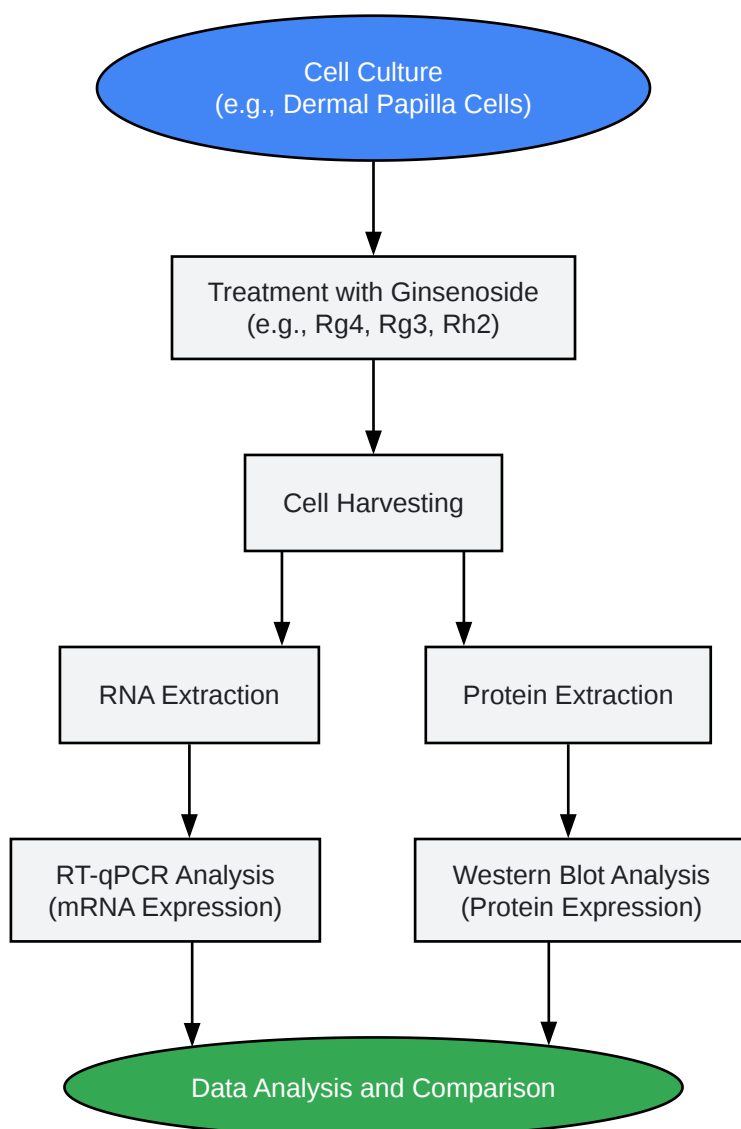 Cell Culture
(e.g., Dermal Papilla Cells)
Treatment with Ginsenoside
(e.g., Rg4, Rg3, Rh2)
Cell Harvesting
RNA Extraction
Protein Extraction
RT-qPCR Analysis
(mRNA Expression)
Western Blot Analysis
(Protein Expression)
Data Analysis and Comparison